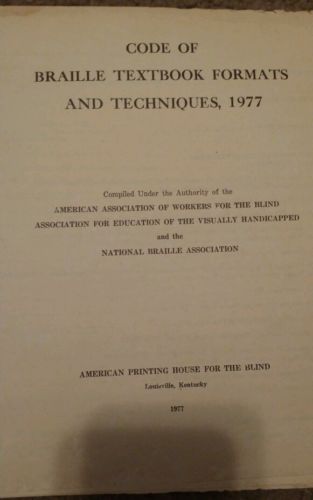 CODE OF
BRAILLE TEXTBOOK FORMATS
AND TECHNIQUES, 1977
Compiled Under the Authority of the
AMERICAN ASSOCIATION OF WORKERS FOR THE BLIND
ASSOCIATION FOR EDUCATION OF THE VISUALLY HANDICAPPED
and the
NATIONAL BRAILLE ASSOCIATION
AMERICAN PRINTING HOUSE FOR THE BLIND
Louisville, Kentucky
1977